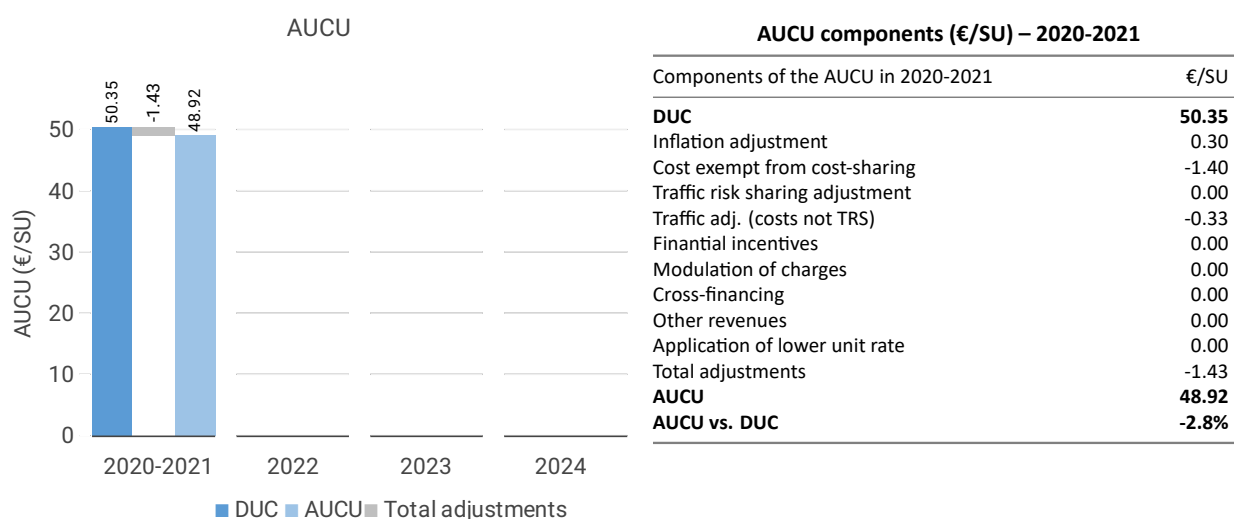 AUCU
50.35
-1.43
48.92
AUCU (€/SU)
50
40
30
20
10
0
2020-2021 2022 2023 2024
DUC AUCU Total adjustments
AUCU components (€/SU) – 2020-2021
Components of the AUCU in 2020-2021 €/SU
DUC 50.35
Inflation adjustment 0.30
Cost exempt from cost-sharing -1.40
Traffic risk sharing adjustment 0.00
Traffic adj. (costs not TRS) -0.33
Finantial incentives 0.00
Modulation of charges 0.00
Cross-financing 0.00
Other revenues 0.00
Application of lower unit rate 0.00
Total adjustments -1.43
AUCU 48.92
AUCU vs. DUC -2.8%